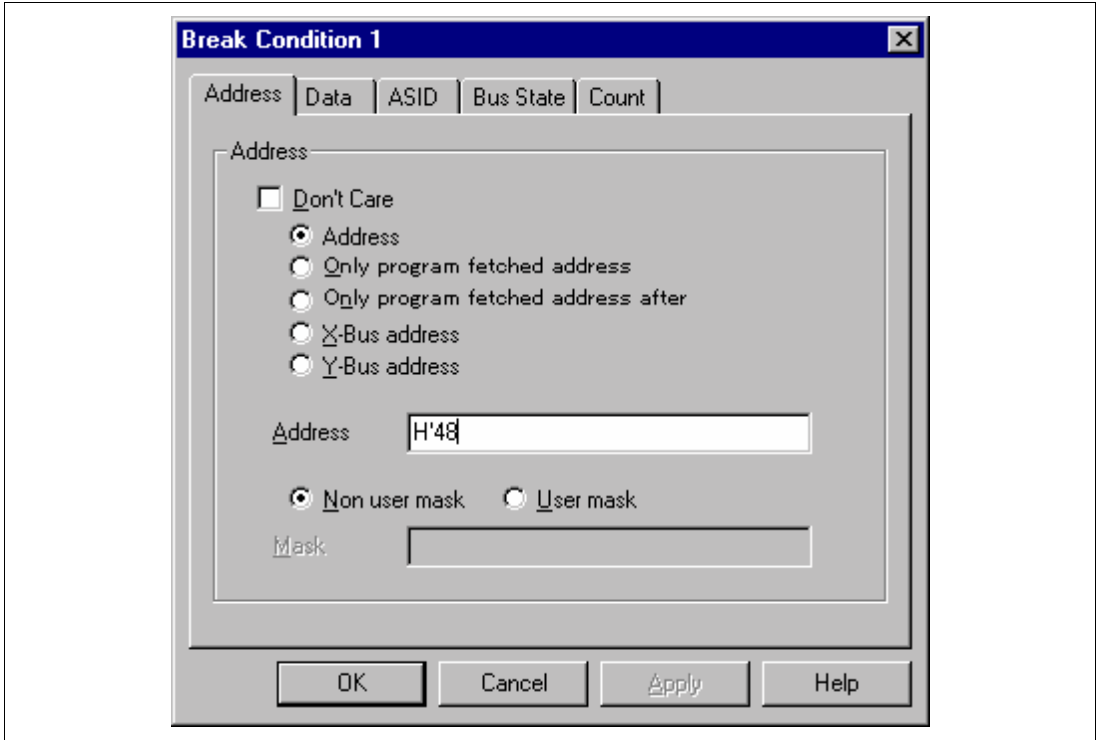 Break Condition 1
Address Data ASID Bus State Count
Address
Don't Care
Address
Only program fetched address
Only program fetched address after
X-Bus address
Y-Bus address
Address H'48
Non user mask User mask
Mask
OK Cancel Apply Help